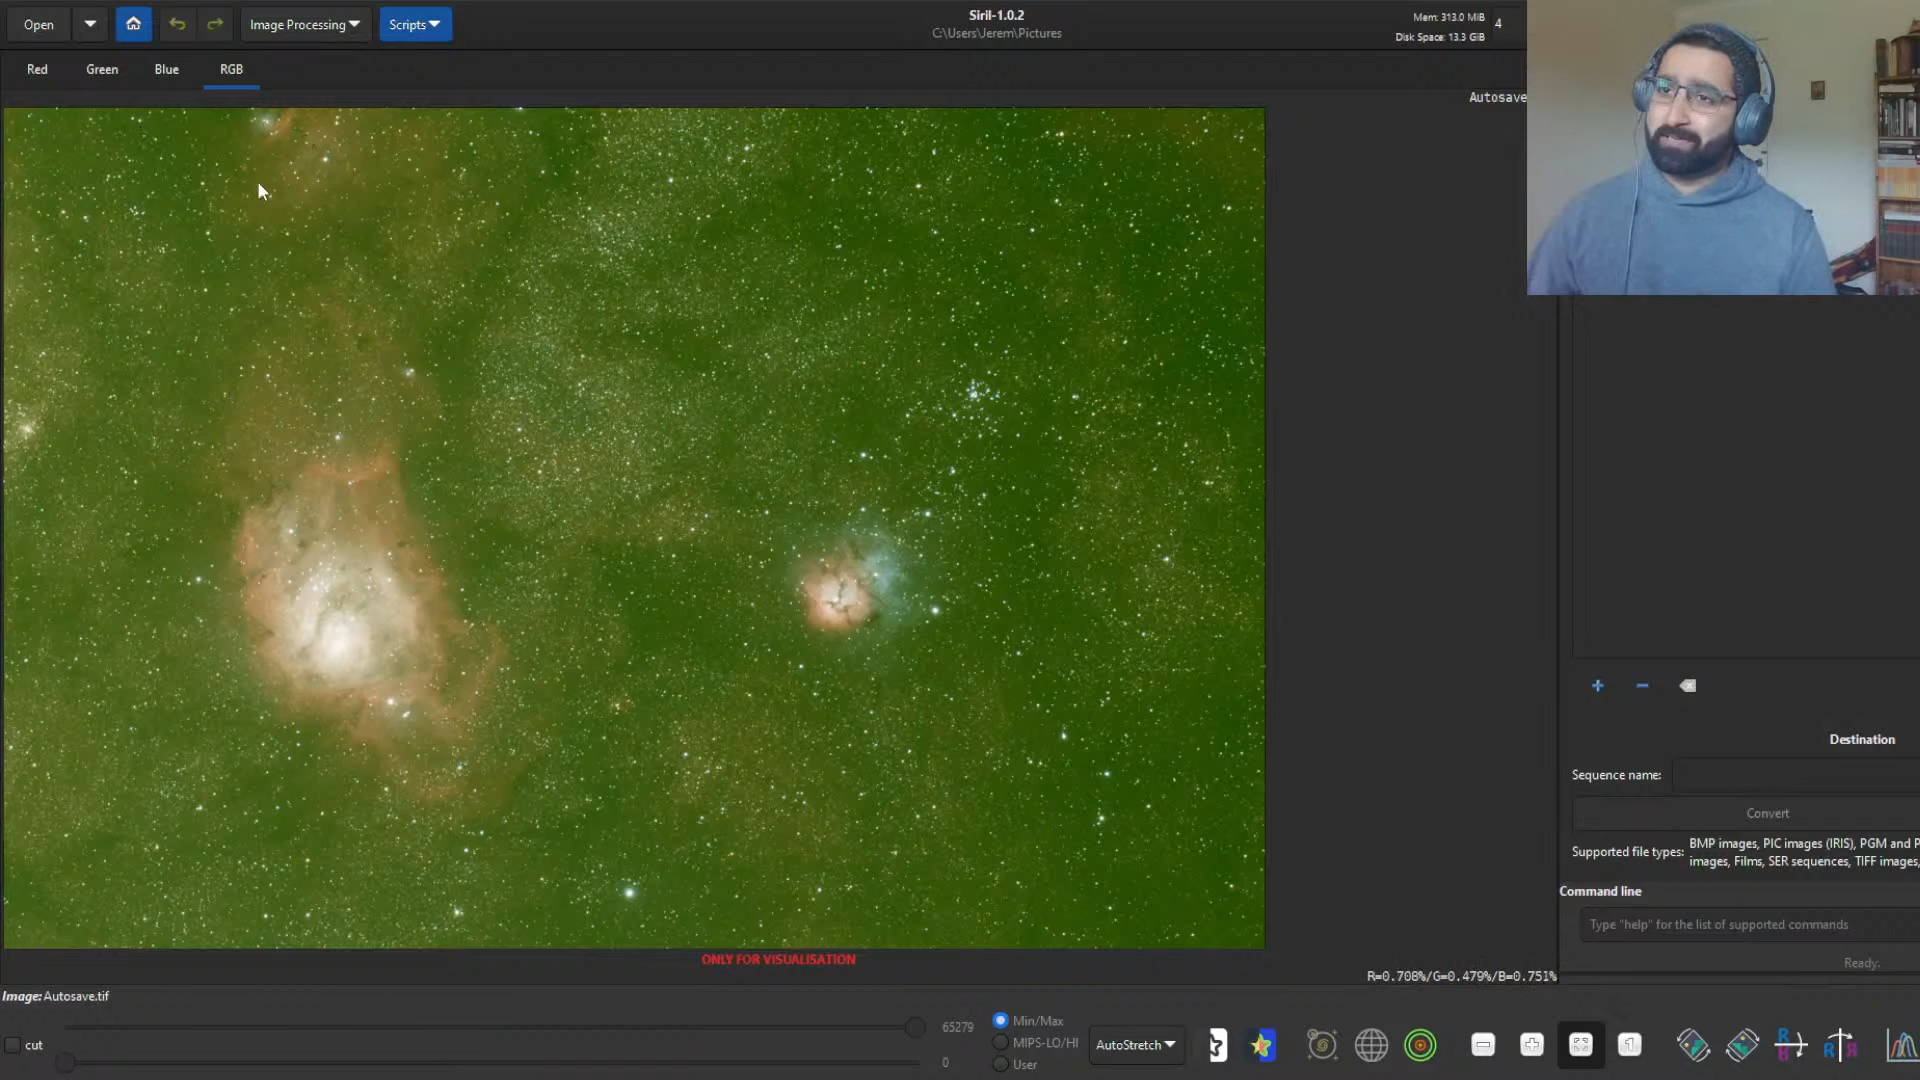 Open
Image Processing
Scripts
Siril-1.0.2
C:\Users\Jerem\Pictures
Mem: 313.0 MiB
Disk Space: 13.3 GiB
4
Red
Green
Blue
RGB
Autosave
Destination
Sequence name:
Convert
Supported file types:
BMP images, PIC images (IRIS), PGM and P
images, Films, SER sequences, TIFF images,
Command line
Type "help" for the list of supported commands
Ready.
ONLY FOR VISUALISATION
R=0.708%/G=0.479%/B=0.751%
Image: Autosave.tif
65279
0
cut
Min/Max
MIPS-LO/HI
User
AutoStretch